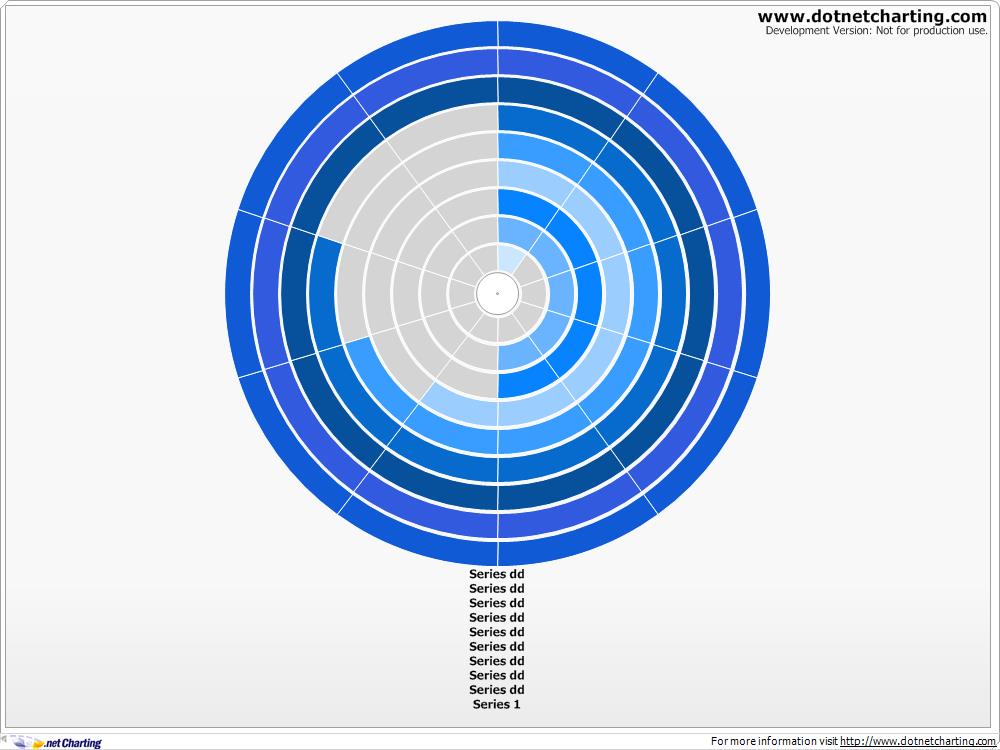 www.dotnetcharting.com
Development Version: Not for production use.
Series dd
Series dd
Series dd
Series dd
Series dd
Series dd
Series dd
Series dd
Series dd
Series 1
.net Charting
For more information visit http://www.dotnetcharting.com